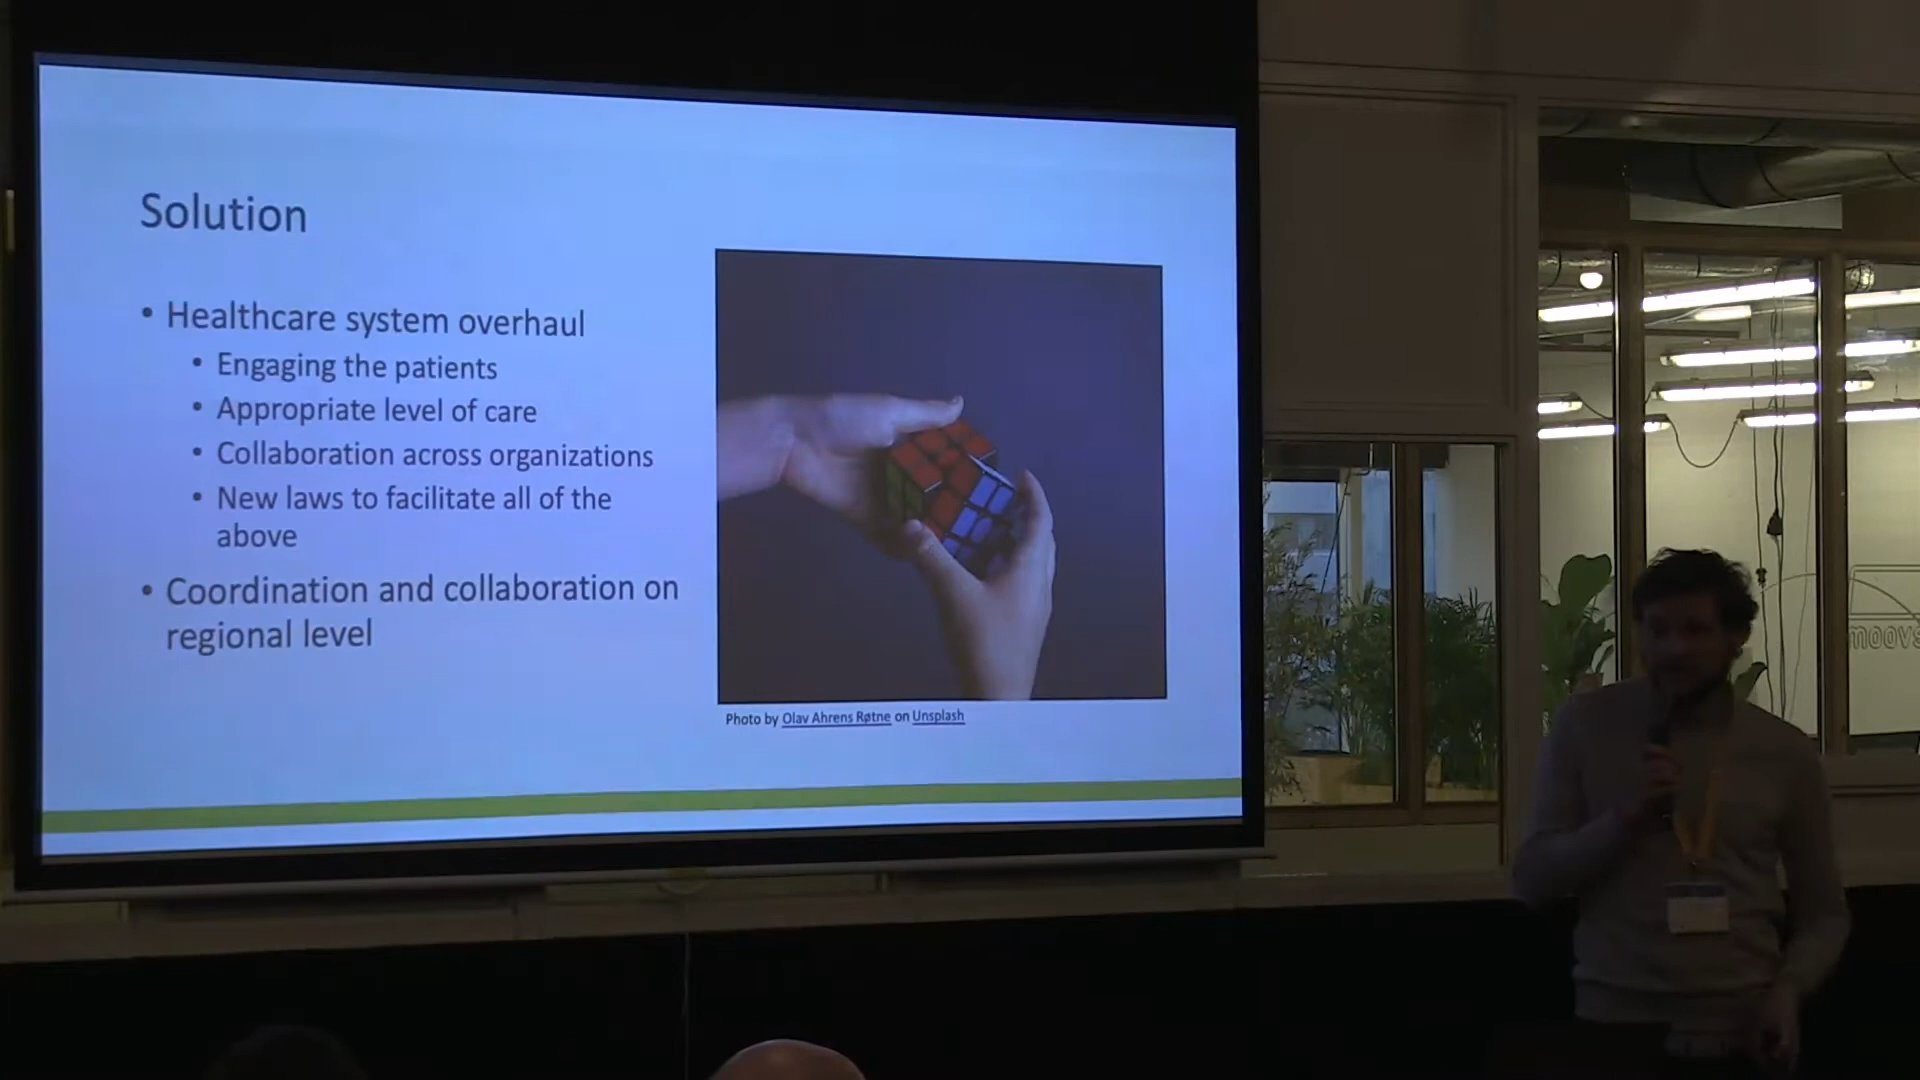 Solution
• Healthcare system overhaul
• Engaging the patients
• Appropriate level of care
• Collaboration across organizations
• New laws to facilitate all of the
above
• Coordination and collaboration on
regional level
Photo by Olav Ahrens Røtne on Unsplash